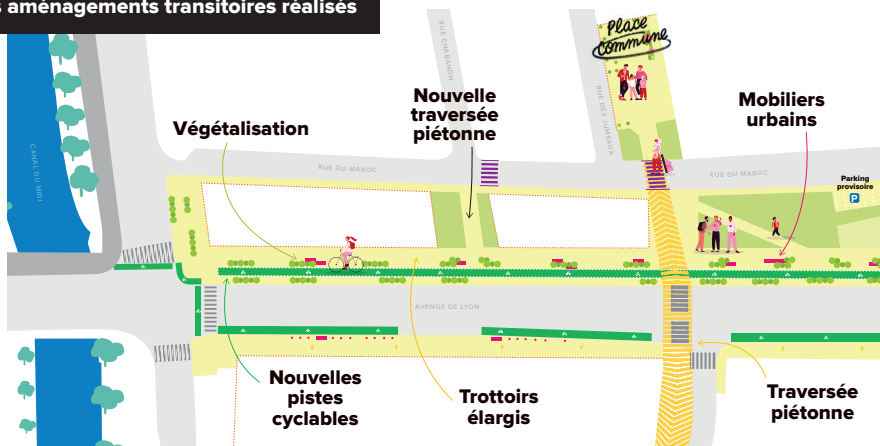 s aménagements transitoires réalisés
Place
Commune
RUE CHABANON
RUE DES JUMEAUX
Nouvelle
traversée
piétonne
Mobiliers
urbains
Végétalisation
CANAL DU MIDI
RUE DU MAROC
RUE DU MAROC
Parking
provisoire
P
AVENUE DE LYON
Nouvelles
pistes
cyclables
Trottoirs
élargis
Traversée
piétonne